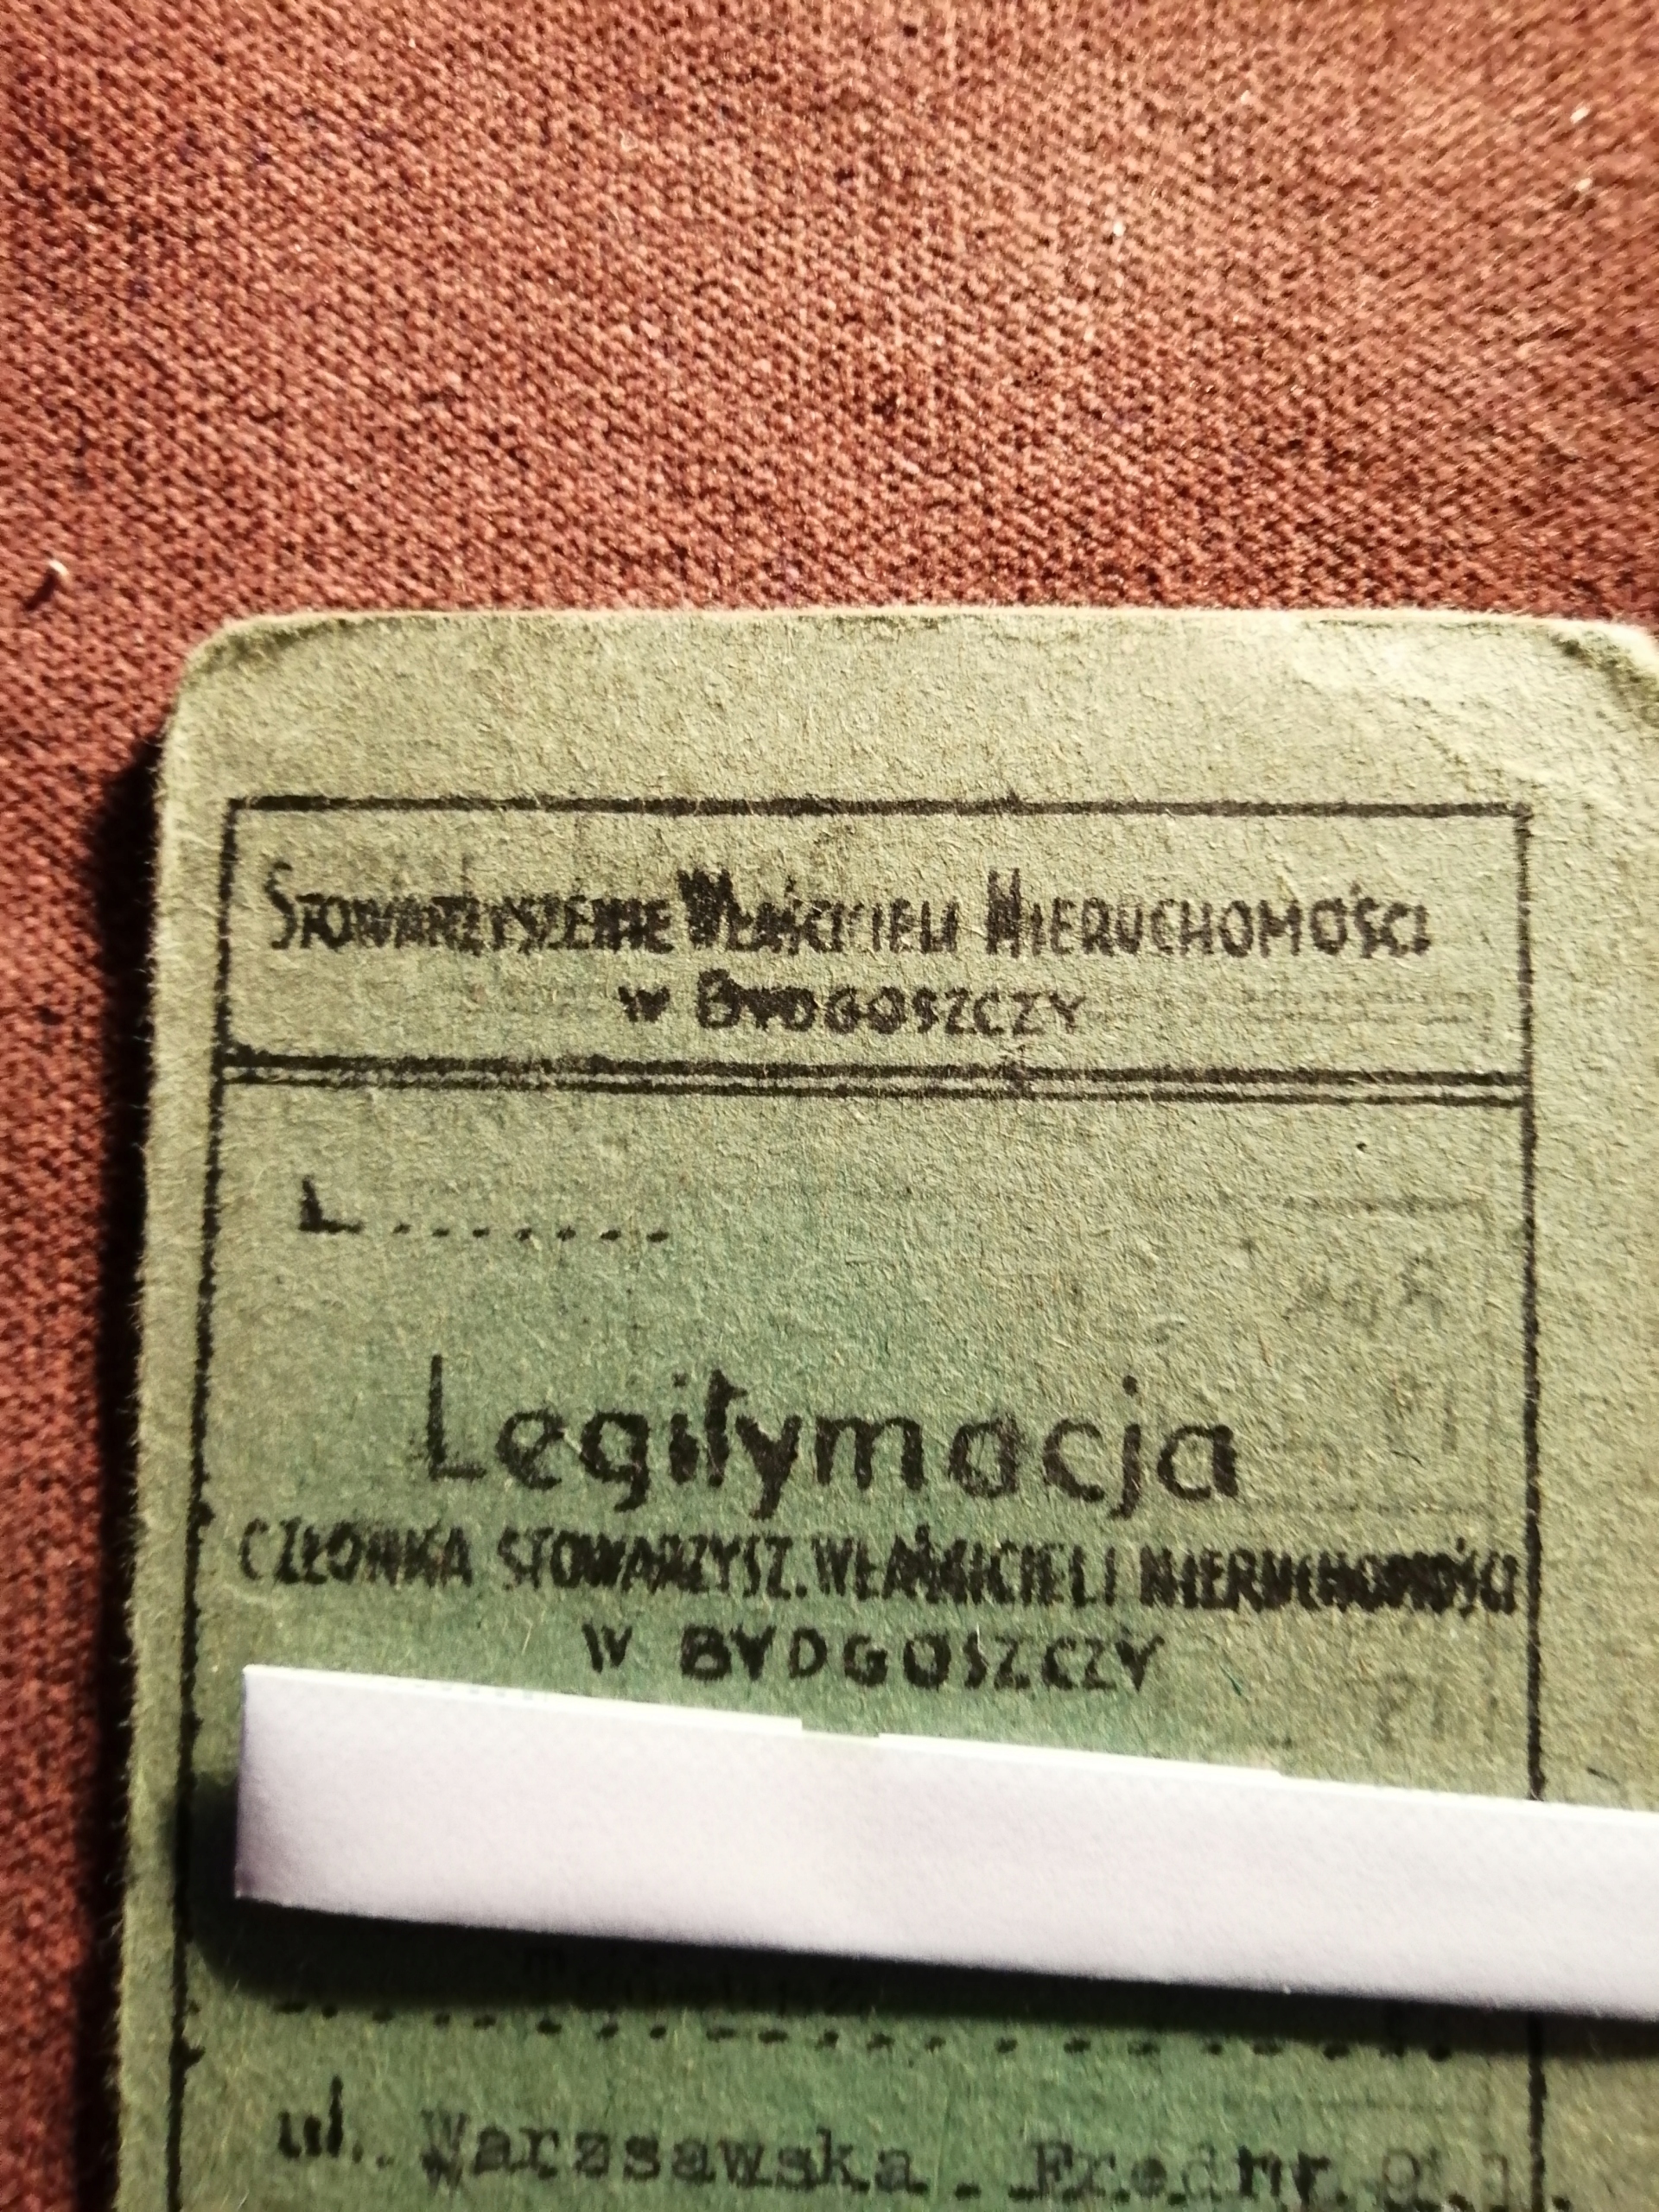 STOWARZYSZENIE WŁAŚCICIELI NIERUCHOMOŚCI
W BYDGOSZCZY
L........
Legitymacja
CZŁONKA STOWARZYSZ. WŁAŚCICIELI NIERUCHOMOŚCI
W BYDGOSZCZY
ul. Warszawska